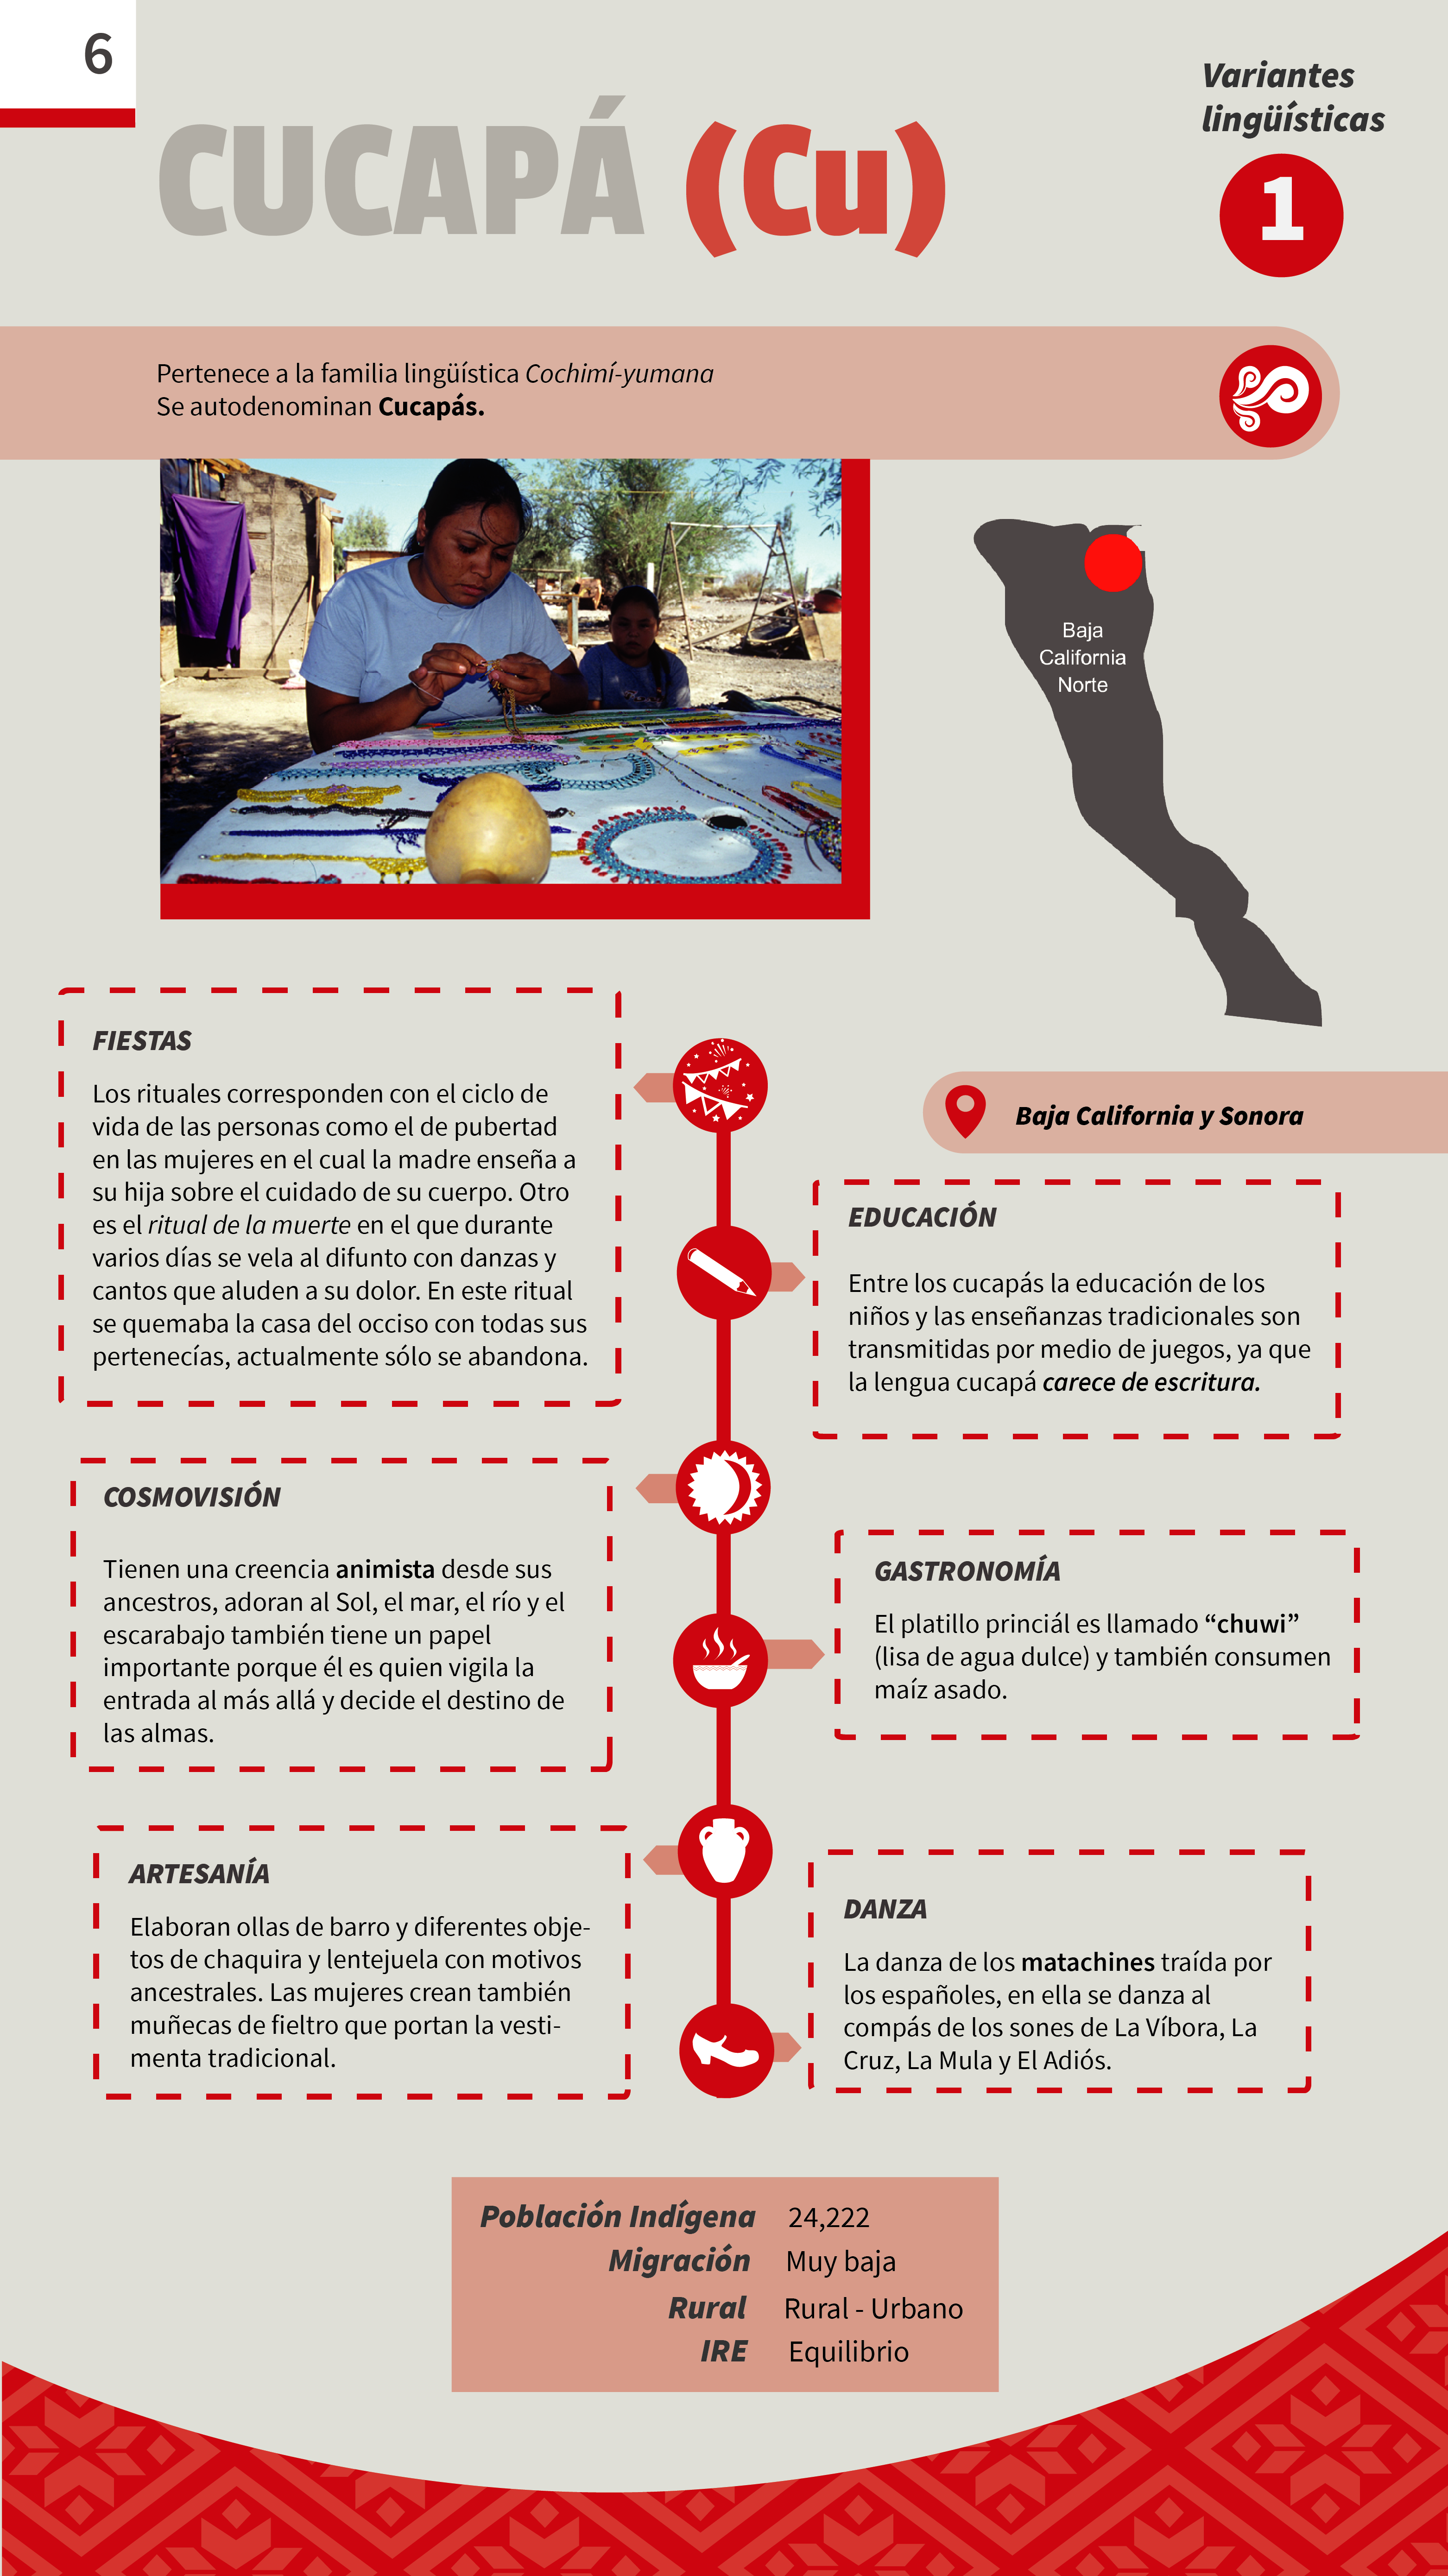 6
Variantes
lingüísticas
1
CUCAPÁ (Cu)
Pertenece a la familia lingüística Cochimí-yumana
Se autodenominan Cucapás.
Baja
California
Norte
FIESTAS
Los rituales corresponden con el ciclo de
vida de las personas como el de pubertad
en las mujeres en el cual la madre enseña a
su hija sobre el cuidado de su cuerpo. Otro
es el ritual de la muerte en el que durante
varios días se vela al difunto con danzas y
cantos que aluden a su dolor. En este ritual
se quemaba la casa del occiso con todas sus
pertenecías, actualmente sólo se abandona.
Baja California y Sonora
EDUCACIÓN
Entre los cucapás la educación de los
niños y las enseñanzas tradicionales son
transmitidas por medio de juegos, ya que
la lengua cucapá carece de escritura.
COSMOVISIÓN
Tienen una creencia animista desde sus
ancestros, adoran al Sol, el mar, el río y el
escarabajo también tiene un papel
importante porque él es quien vigila la
entrada al más allá y decide el destino de
las almas.
GASTRONOMÍA
El platillo princiál es llamado “chuwi”
(lisa de agua dulce) y también consumen
maíz asado.
ARTESANÍA
Elaboran ollas de barro y diferentes obje-
tos de chaquira y lentejuela con motivos
ancestrales. Las mujeres crean también
muñecas de fieltro que portan la vesti-
menta tradicional.
DANZA
La danza de los matachines traída por
los españoles, en ella se danza al
compás de los sones de La Víbora, La
Cruz, La Mula y El Adiós.
Población Indígena 24,222
Migración Muy baja
Rural Rural - Urbano
IRE Equilibrio